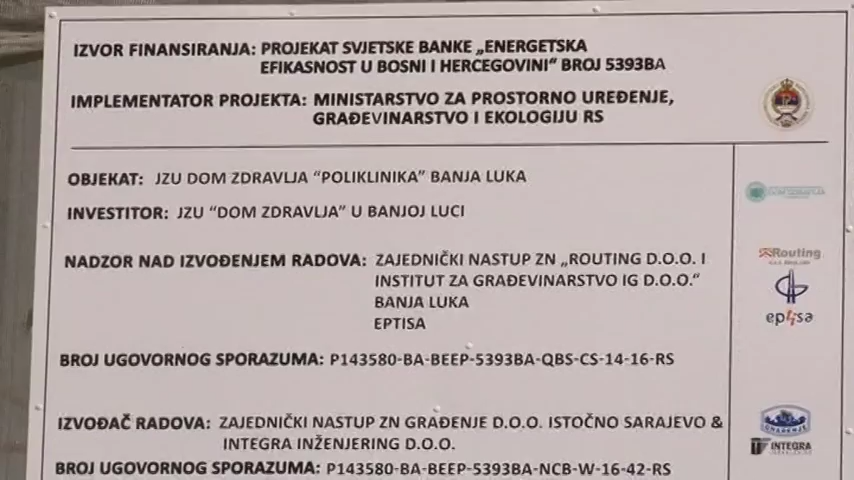 IZVOR FINANSIRANJA: PROJEKAT SVJETSKE BANKE „ENERGETSKA
EFIKASNOST U BOSNI I HERCEGOVINI“ BROJ 5393BA
IMPLEMENTATOR PROJEKTA: MINISTARSTVO ZA PROSTORNO UREĐENJE,
GRAĐEVINARSTVO I EKOLOGIJU RS
OBJEKAT: JZU DOM ZDRAVLJA “POLIKLINIKA” BANJA LUKA
INVESTITOR: JZU “DOM ZDRAVLJA” U BANJOJ LUCI
NADZOR NAD IZVOĐENJEM RADOVA: ZAJEDNIČKI NASTUP ZN „ROUTING D.O.O. I
INSTITUT ZA GRAĐEVINARSTVO IG D.O.O.“
BANJA LUKA
EPTISA
Routing
eptisa
BROJ UGOVORNOG SPORAZUMA: P143580-BA-BEEP-5393BA-QBS-CS-14-16-RS
IZVOĐAČ RADOVA: ZAJEDNIČKI NASTUP ZN GRAĐENJE D.O.O. ISTOČNO SARAJEVO &
INTEGRA INŽENJERING D.O.O.
GRAĐENJE
INTEGRA
BROJ UGOVORNOG SPORAZUMA: P143580-BA-BEEP-5393BA-NCB-W-16-42-RS